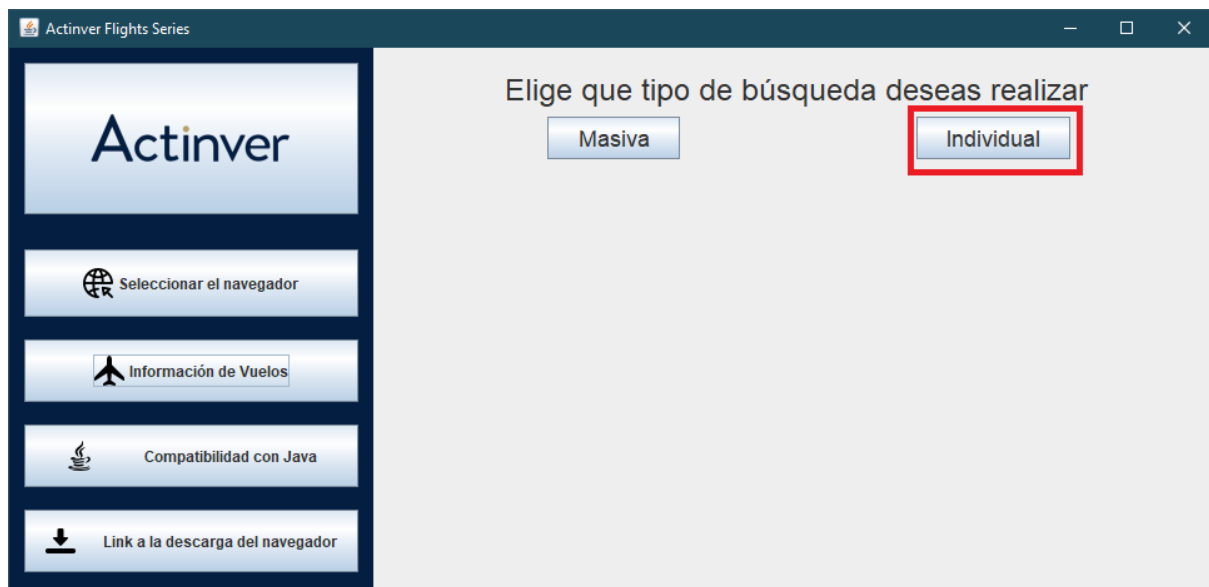 Actinver Flights Series
Actinver
Seleccionar el navegador
Información de Vuelos
Compatibilidad con Java
Link a la descarga del navegador
Elige que tipo de búsqueda deseas realizar
Masiva
Individual